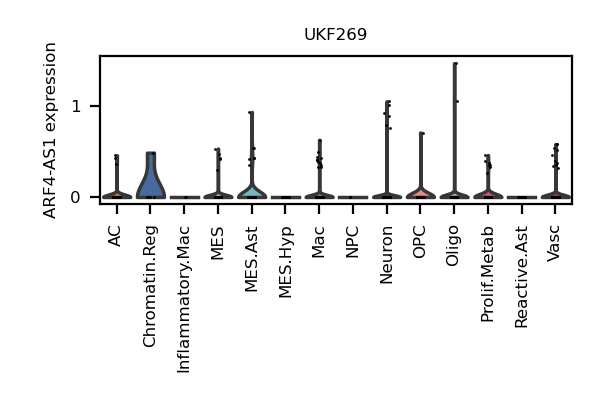 UKF269
ARF4-AS1 expression
1
0
AC
Chromatin.Reg
Inflammatory.Mac
MES
MES.Ast
MES.Hyp
Mac
NPC
Neuron
OPC
Oligo
Prolif.Metab
Reactive.Ast
Vasc